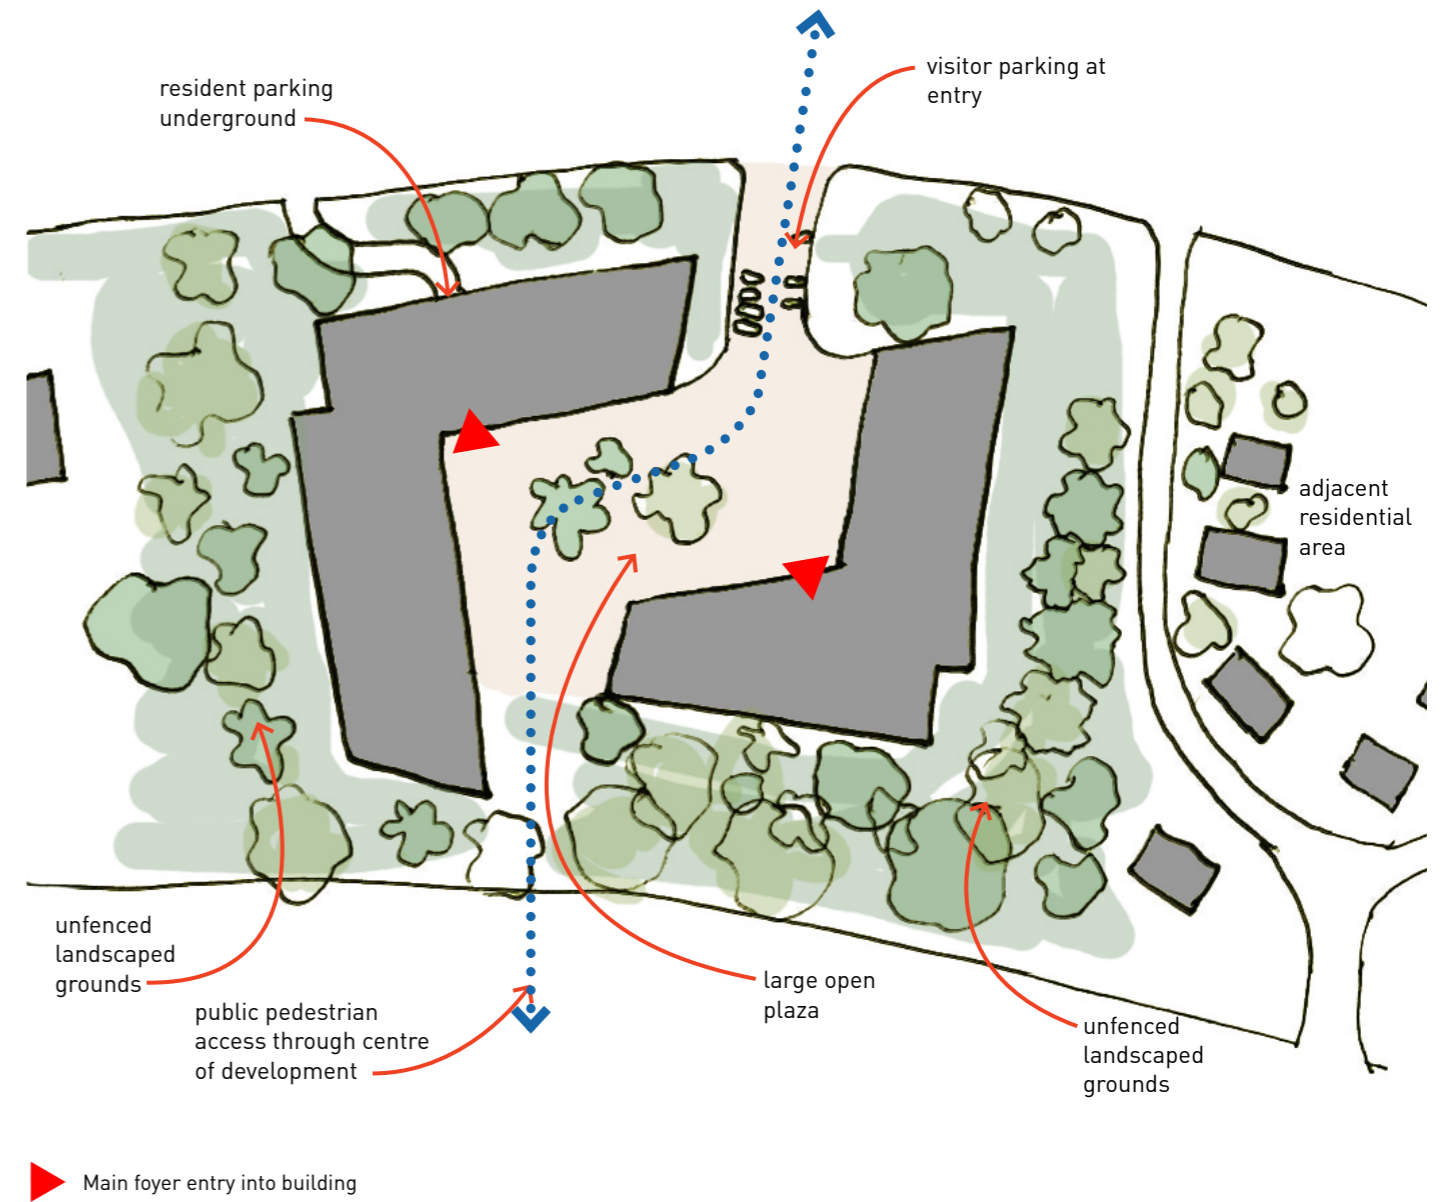 visitor parking at
entry
resident parking
underground
adjacent
residential
area
unfenced
landscaped
grounds
public pedestrian
access through centre
of development
large open
plaza
unfenced
landscaped
grounds
Main foyer entry into building